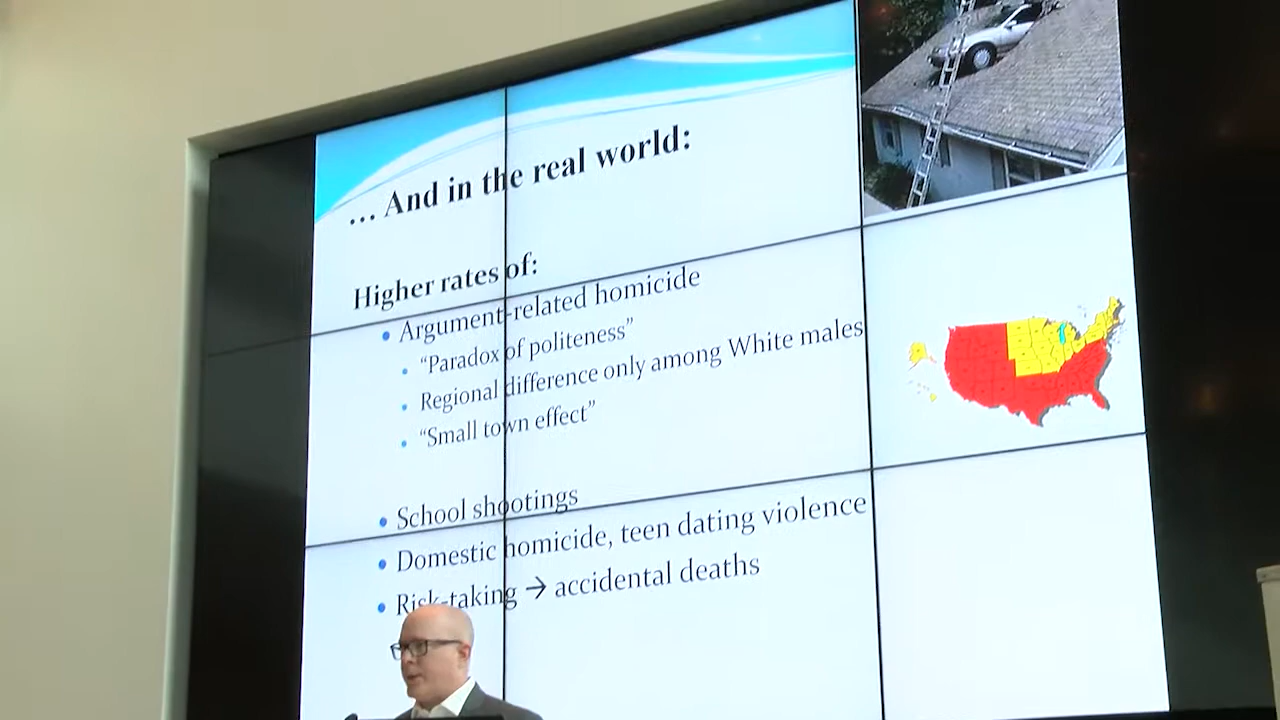 ... And in the real world:
Higher rates of:
• Argument-related homicide
• “Paradox of politeness”
• Regional difference only among White males
• “Small town effect”
• School shootings
• Domestic homicide, teen dating violence
• Risk-taking → accidental deaths